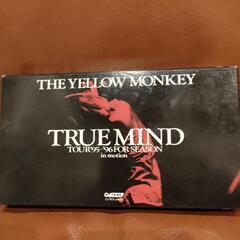 THE YELLOW MONKEY
TRUE MIND
TOUR'95-'96 FOR SEASON
in motion